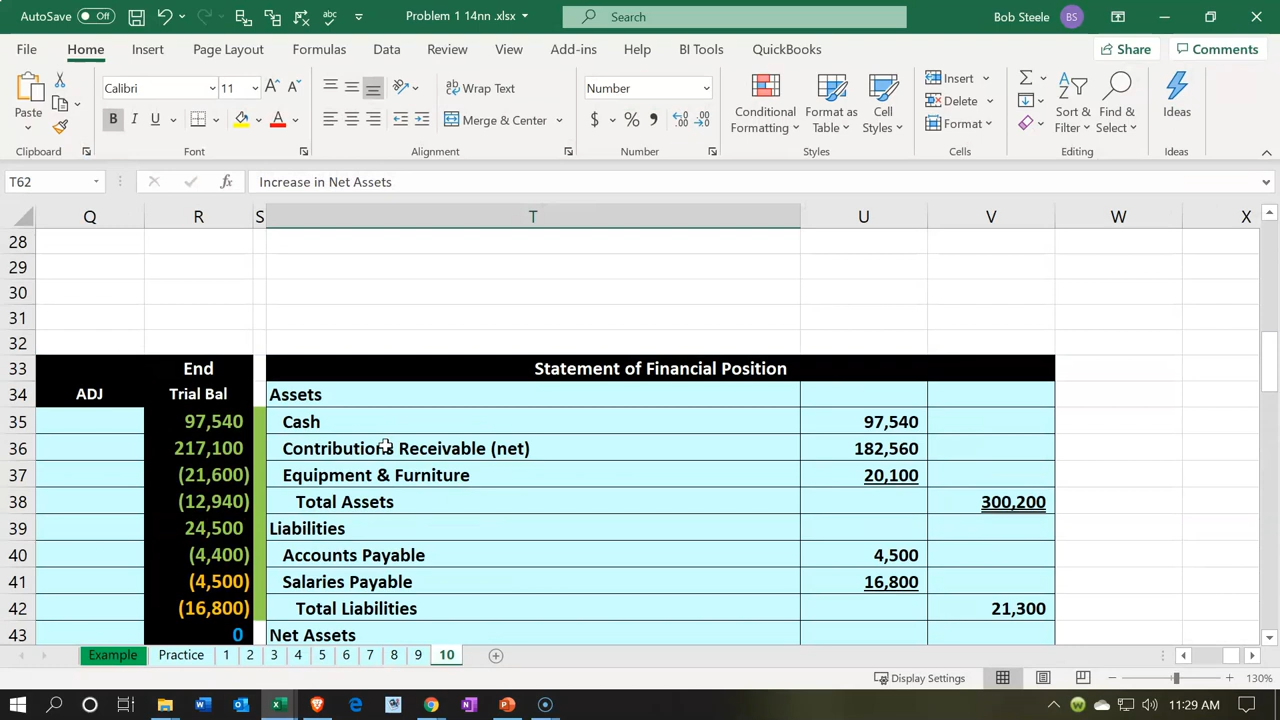 AutoSave Off Problem 1 14nn .xlsx Search Bob Steele BS
File Home Insert Page Layout Formulas Data Review View Add-ins Help BI Tools QuickBooks Share Comments
Calibri 11 Wrap Text Number Insert
Paste Conditional Format as Cell Delete Sort & Find & Ideas
B I U Merge & Center $ % Formatting Table Styles Format Filter Select
Clipboard Font Alignment Number Styles Cells Editing Ideas
T62 fx Increase in Net Assets
Q R S T U V W X
28
29
30
31
32
33 End Statement of Financial Position
34 ADJ Trial Bal Assets
35 97,540 Cash 97,540
36 217,100 Contributions Receivable (net) 182,560
37 (21,600) Equipment & Furniture 20,100
38 (12,940) Total Assets 300,200
39 24,500 Liabilities
40 (4,400) Accounts Payable 4,500
41 (4,500) Salaries Payable 16,800
42 (16,800) Total Liabilities 21,300
43 0 Net Assets
Example Practice 1 2 3 4 5 6 7 8 9 10
Display Settings 130%
11:29 AM